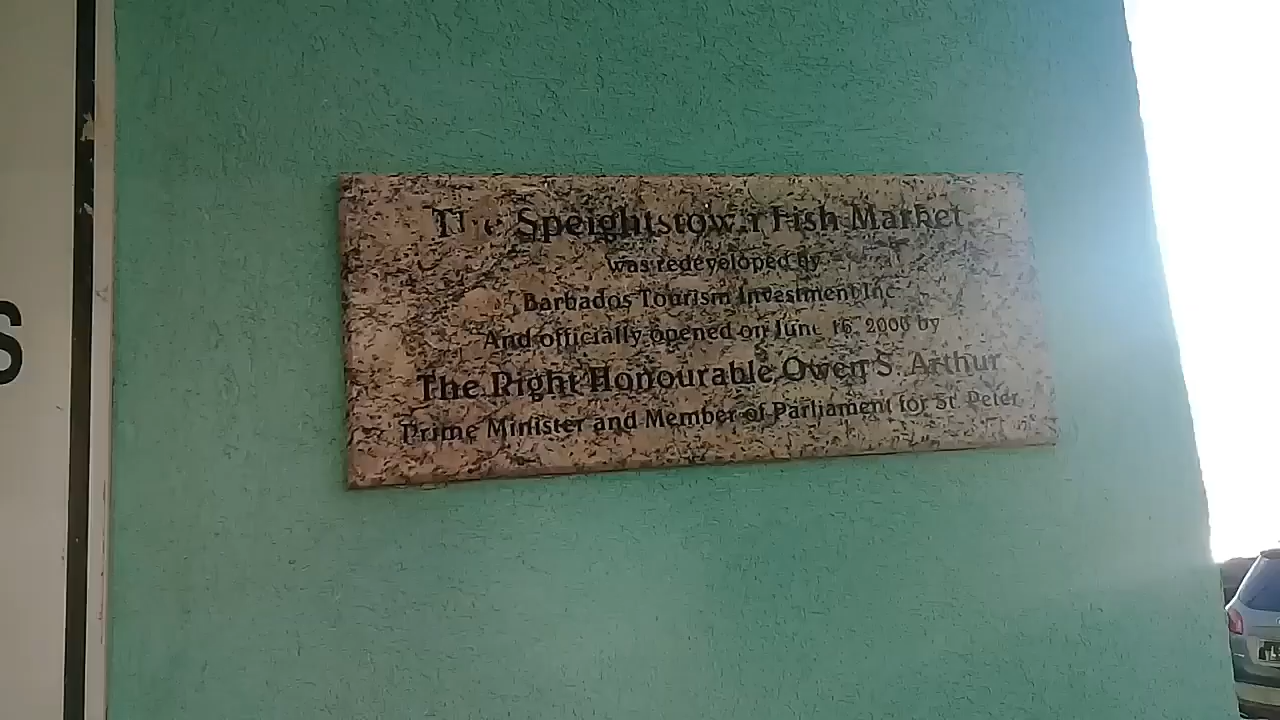 The Speightstown Fish Market
was redeveloped by
Barbados Tourism Investment Inc
And officially opened on June 16, 2000 by
The Right Honourable Owen S. Arthur
Prime Minister and Member of Parliament for St. Peter
S